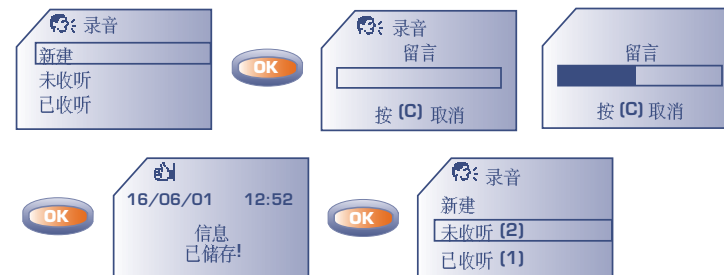 录音
新建
未收听
已收听
OK
录音
留言
按 (C) 取消
留言
按 (C) 取消
OK
16/06/01 12:52
信息
已储存!
OK
录音
新建
未收听 (2)
已收听 (1)